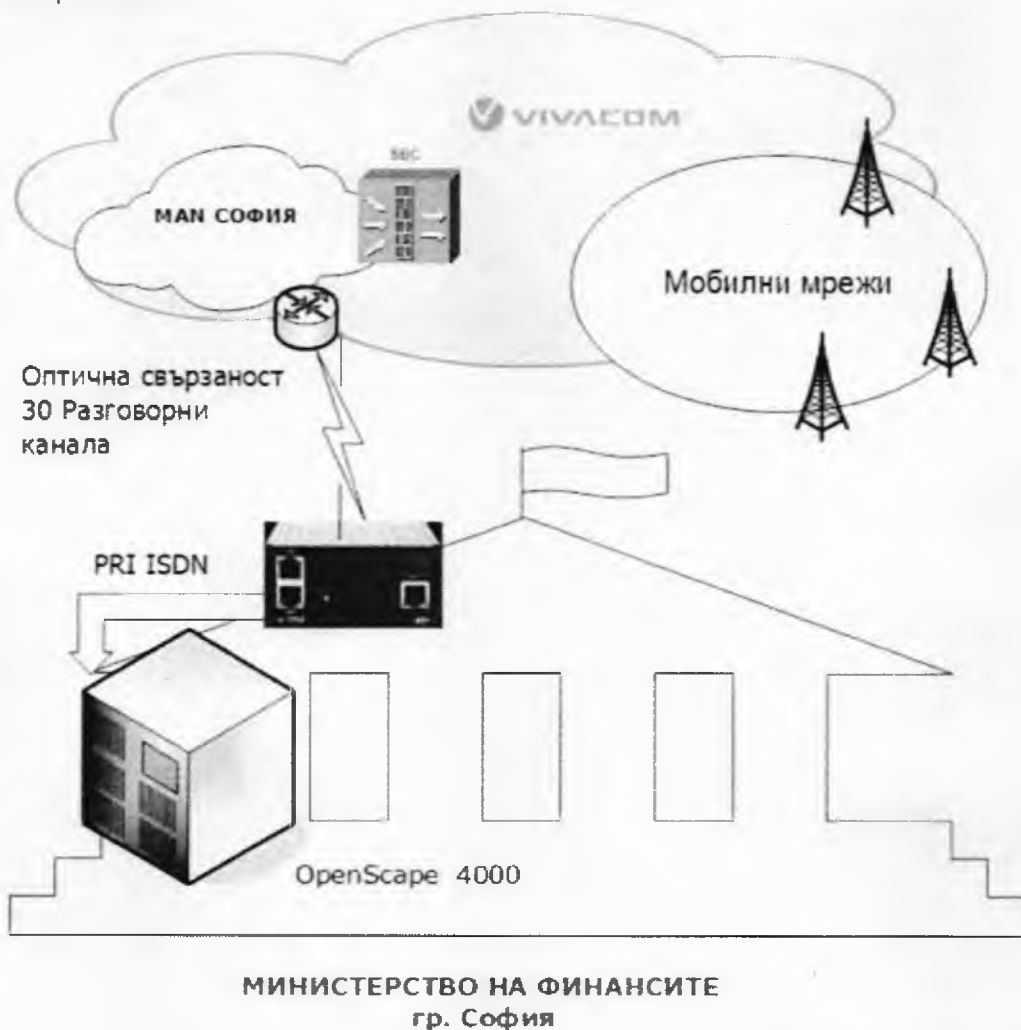 VIVACOM
SBC
MAN СОФИЯ
Мобилни мрежи
Оптична свързаност
30 Разговорни
канала
PRI ISDN
OpenScape 4000
МИНИСТЕРСТВО НА ФИНАНСИТЕ
гр. София